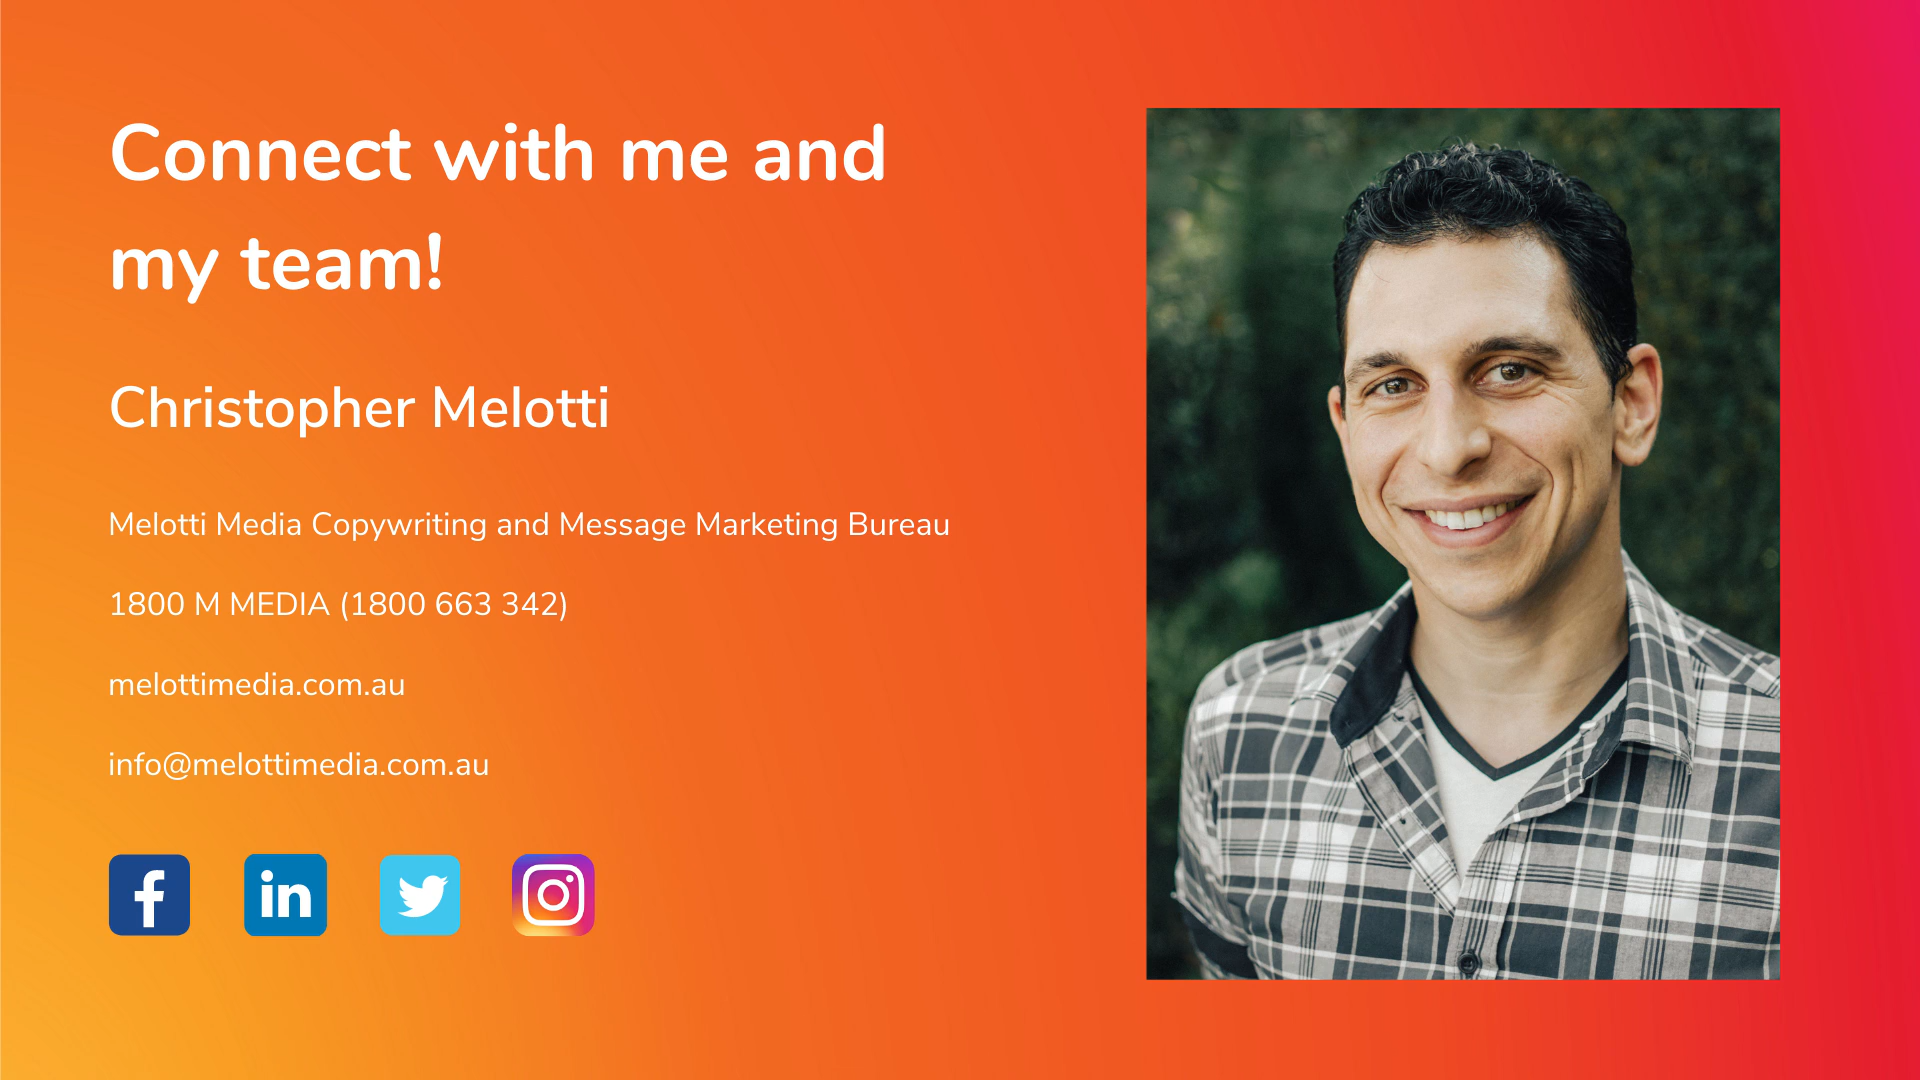 Connect with me and
my team!
Christopher Melotti
Melotti Media Copywriting and Message Marketing Bureau
1800 M MEDIA (1800 663 342)
melottimedia.com.au
info@melottimedia.com.au
f
in